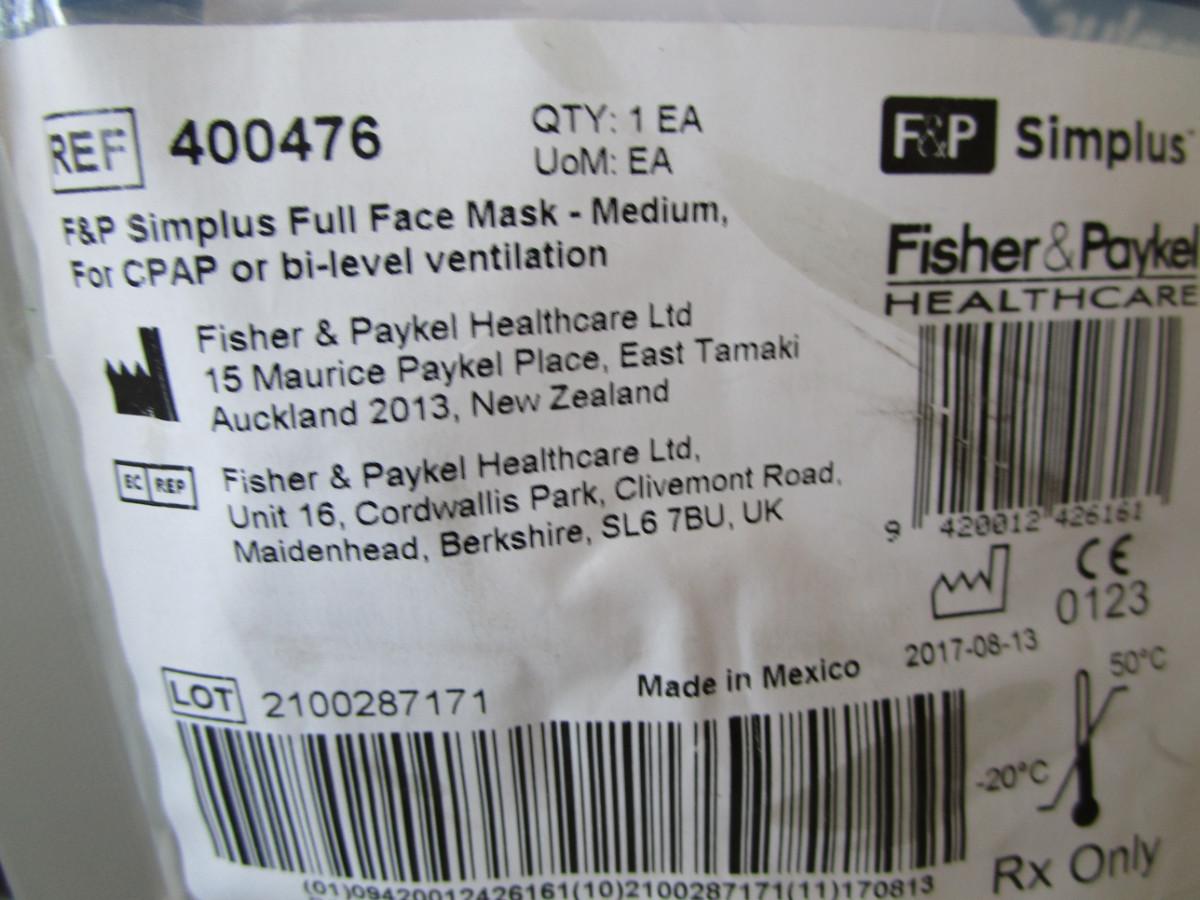 REF 400476
QTY: 1 EA
UoM: EA
F&P Simplus Full Face Mask - Medium,
For CPAP or bi-level ventilation
Fisher & Paykel Healthcare Ltd
15 Maurice Paykel Place, East Tamaki
Auckland 2013, New Zealand
EC REP
Fisher & Paykel Healthcare Ltd,
Unit 16, Cordwallis Park, Clivemont Road,
Maidenhead, Berkshire, SL6 7BU, UK
F&P Simplus™
Fisher & Paykel
HEALTHCARE
9 420012 426161
CE
0123
2017-08-13
Made in Mexico
LOT 2100287171
(01)09420012426161(10)2100287171(11)170813
50°C
-20°C
Rx Only